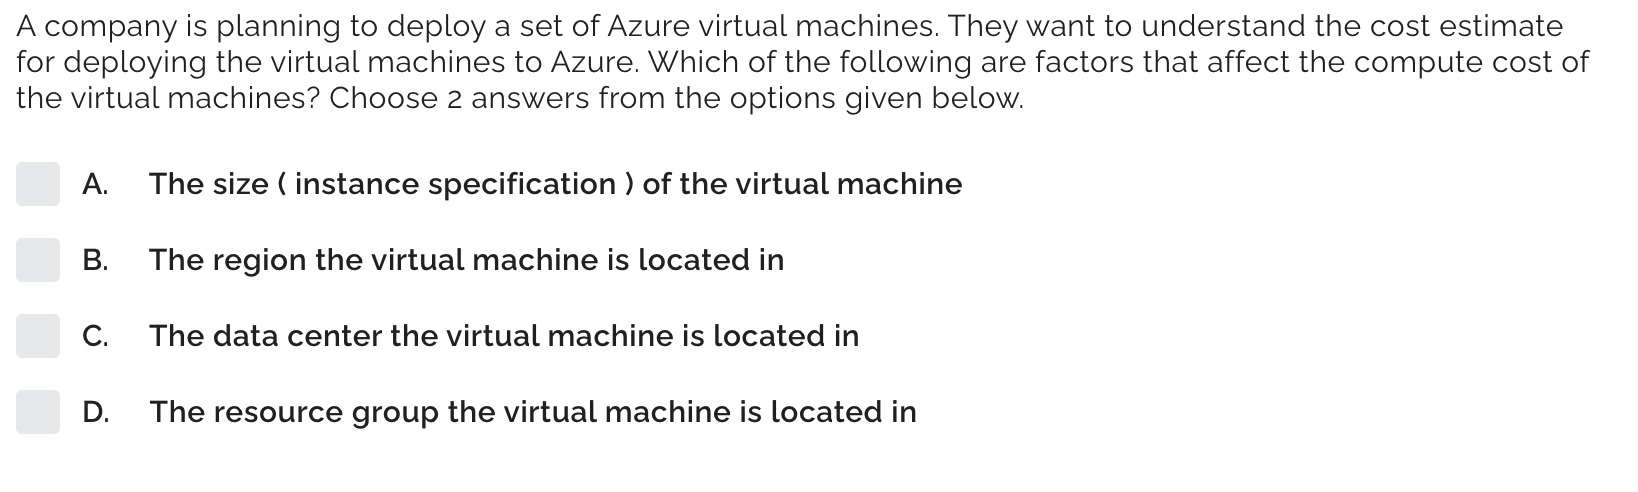 A company is planning to deploy a set of Azure virtual machines. They want to understand the cost estimate
for deploying the virtual machines to Azure. Which of the following are factors that affect the compute cost of
the virtual machines? Choose 2 answers from the options given below.
A. The size ( instance specification ) of the virtual machine
B. The region the virtual machine is located in
C. The data center the virtual machine is located in
D. The resource group the virtual machine is located in